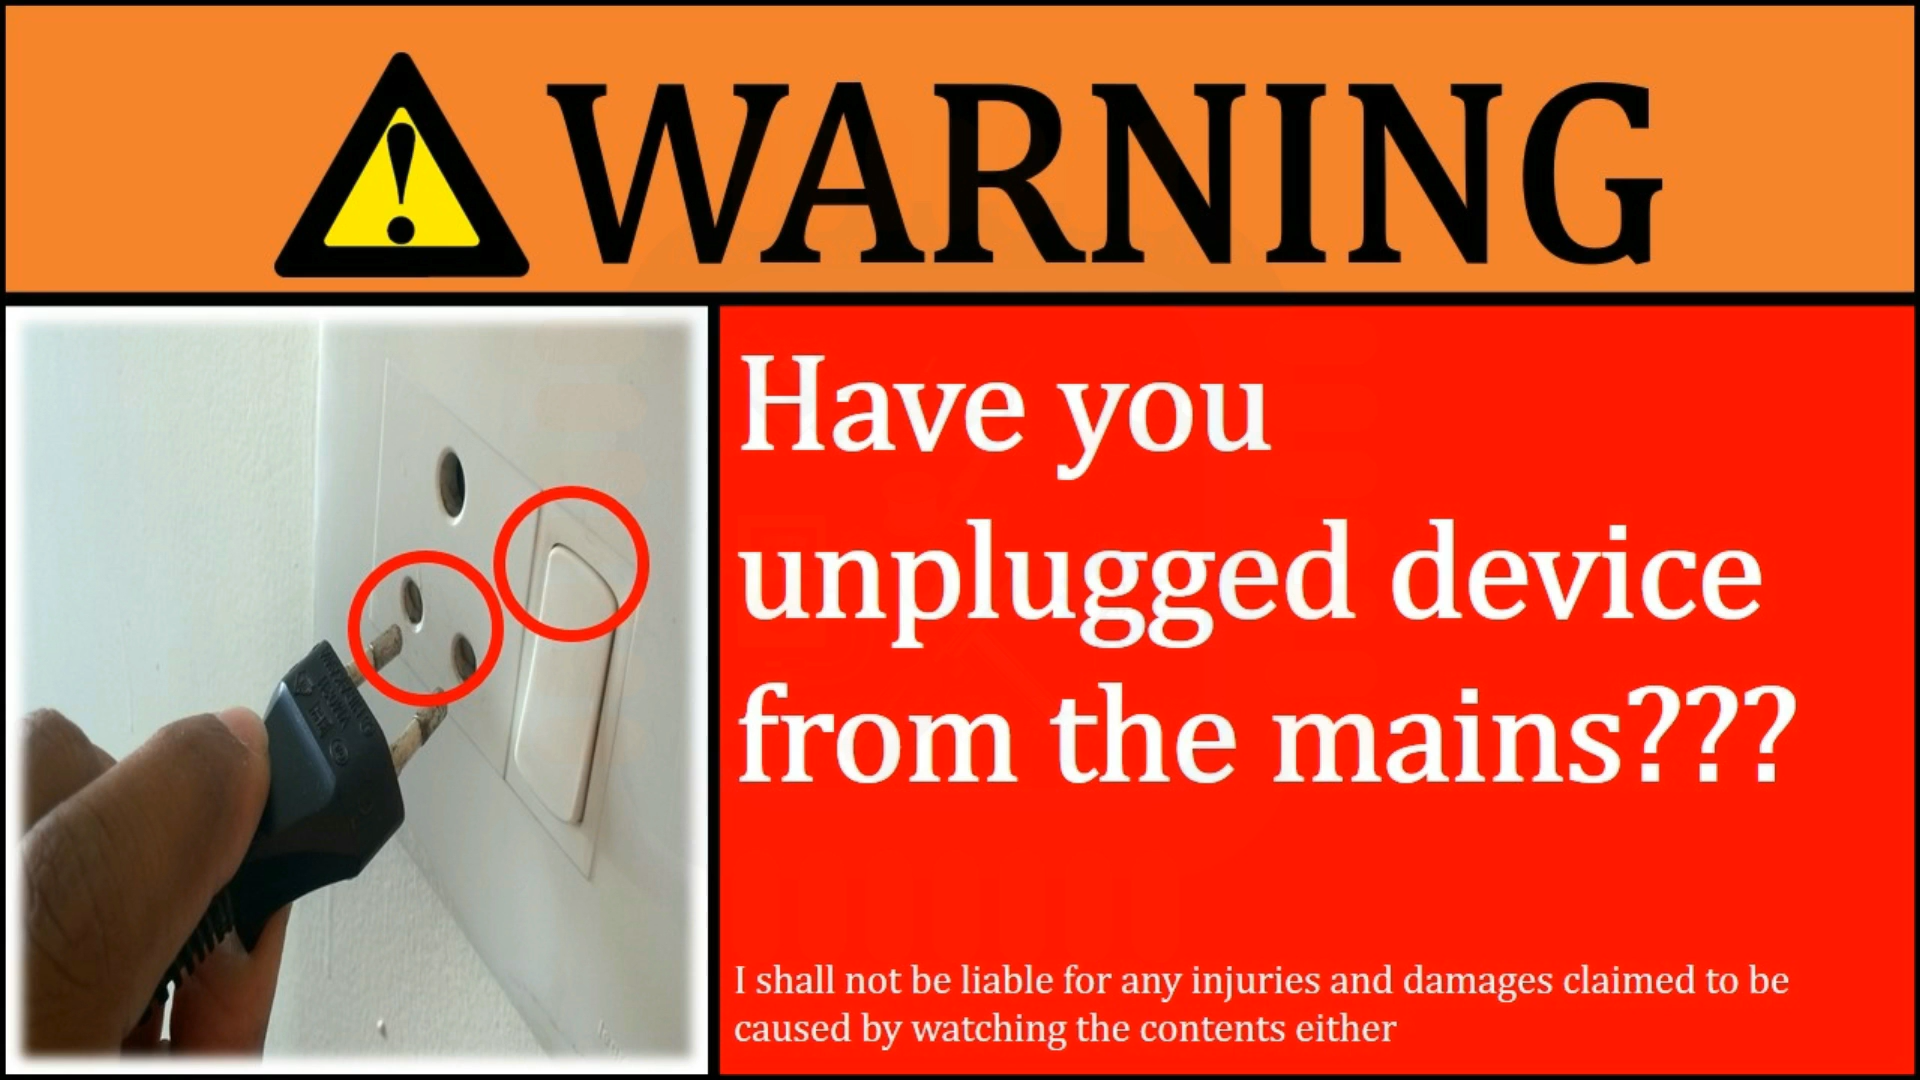 WARNING
Have you
unplugged device
from the mains???
I shall not be liable for any injuries and damages claimed to be
caused by watching the contents either